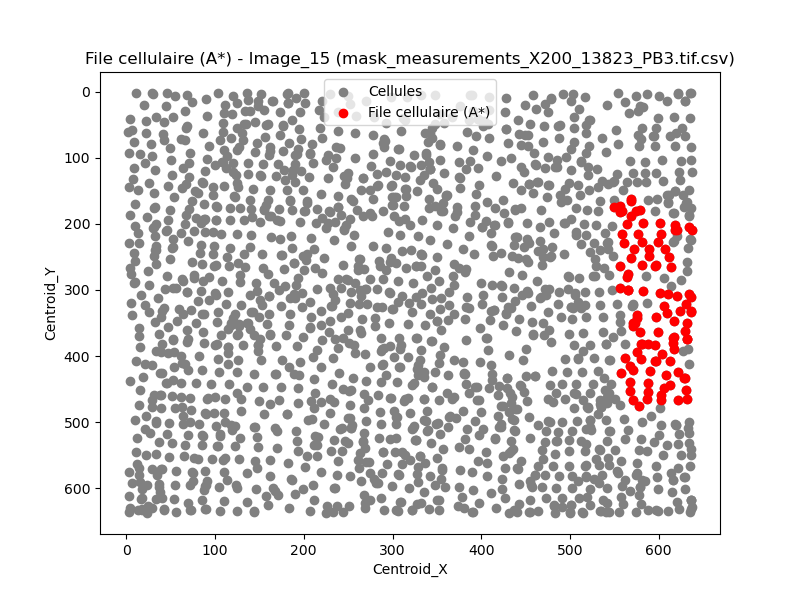 File cellulaire (A*) - Image_15 (mask_measurements_X200_13823_PB3.tif.csv)
Cellules
File cellulaire (A*)
0
100
200
300
400
500
600
Centroid_Y
0
100
200
300
400
500
600
Centroid_X